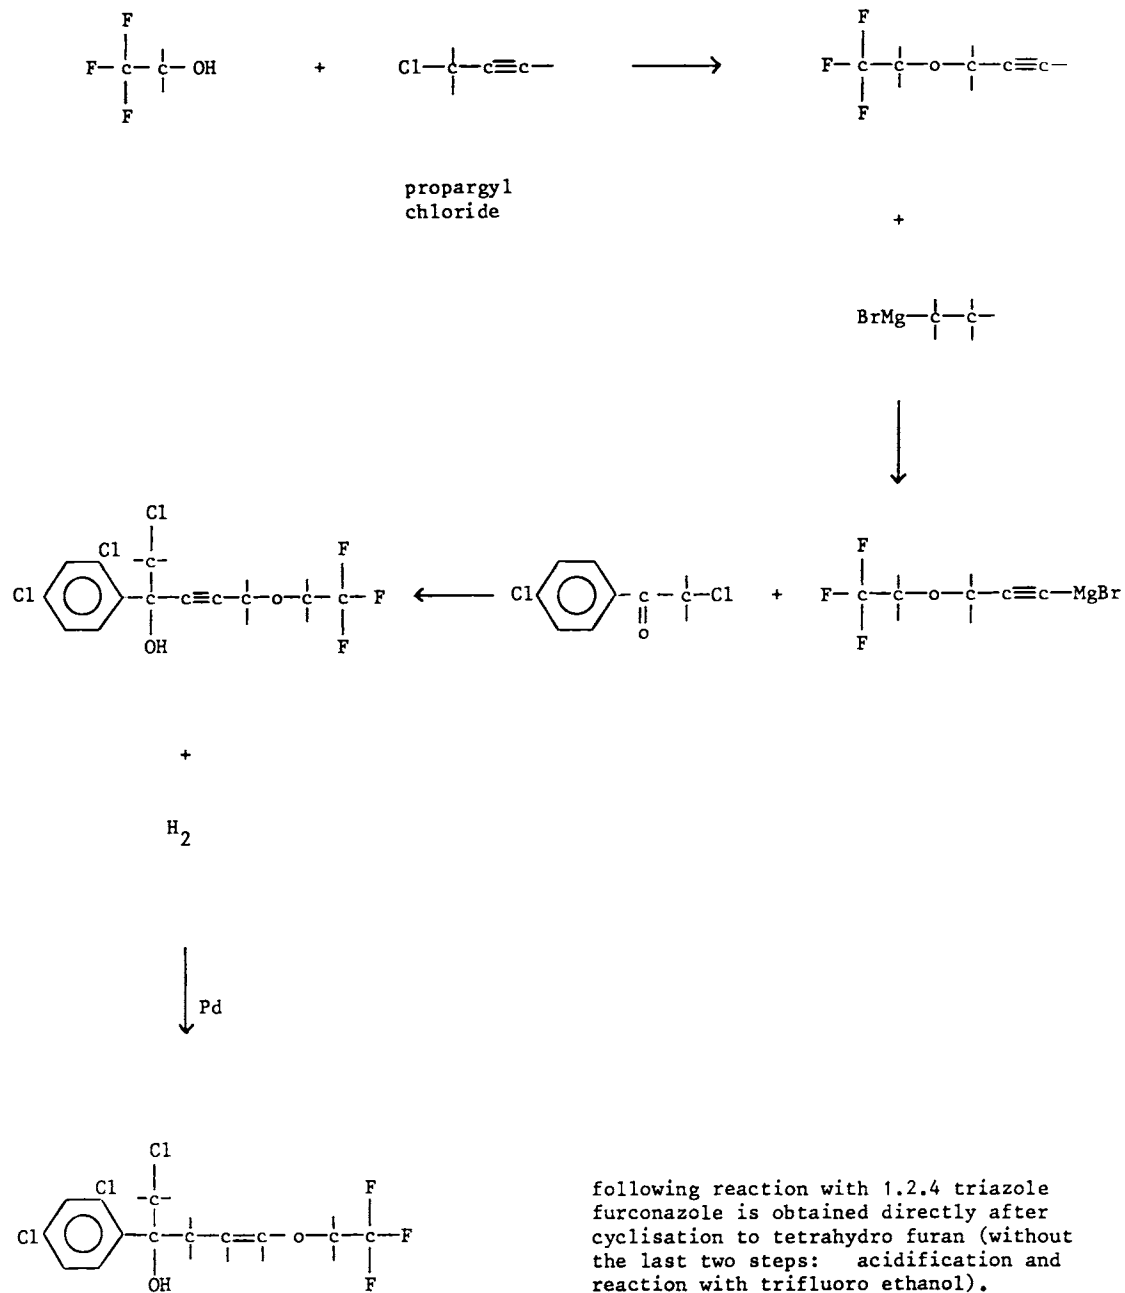 F
F-C-C-OH
F
+
Cl-C-C≡C-
F
F-C-C-O-C-C≡C-
F
propargyl
chloride
+
BrMg-C-C-
Cl
Cl -C-
Cl C-C≡C-C-O-C-C-F
OH
F
F
Cl -C-C-Cl
O
+
F
F-C-C-O-C-C≡C-MgBr
F
+
H2
Pd
Cl
Cl -C-
Cl C-C-C=C-O-C-C-F
OH
F
F
following reaction with 1.2.4 triazole
furconazole is obtained directly after
cyclisation to tetrahydro furan (without
the last two steps: acidification and
reaction with trifluoro ethanol).